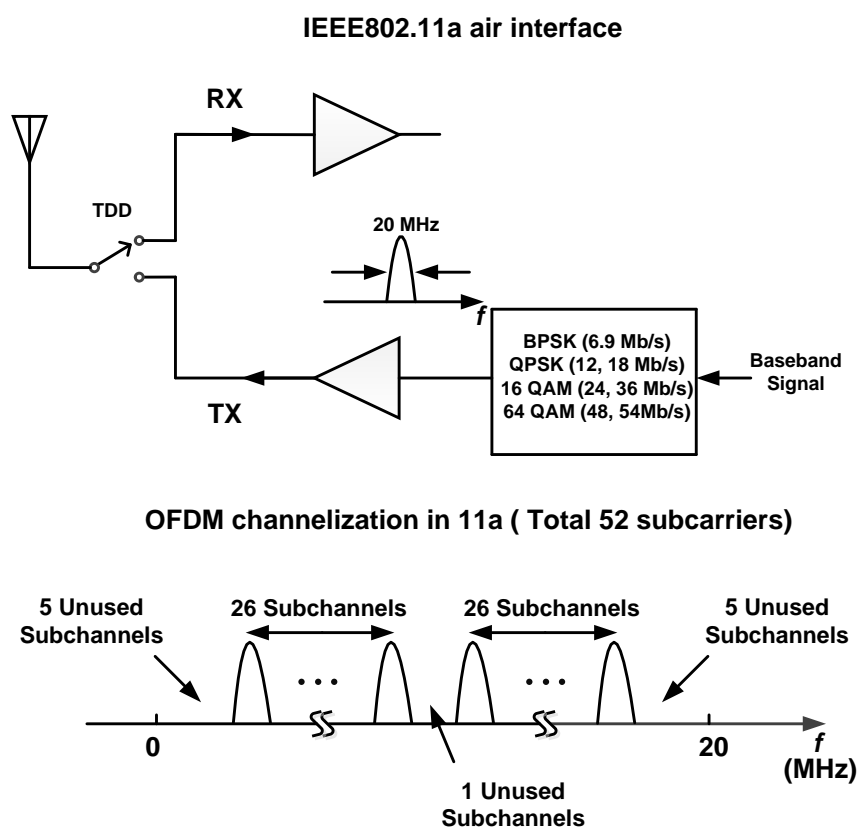 IEEE802.11a air interface
RX
TDD
20 MHz
f
BPSK (6.9 Mb/s)
QPSK (12, 18 Mb/s)
16 QAM (24, 36 Mb/s)
64 QAM (48, 54Mb/s)
Baseband
Signal
TX
OFDM channelization in 11a ( Total 52 subcarriers)
5 Unused
Subchannels
26 Subchannels
26 Subchannels
5 Unused
Subchannels
0
20
f
(MHz)
1 Unused
Subchannels